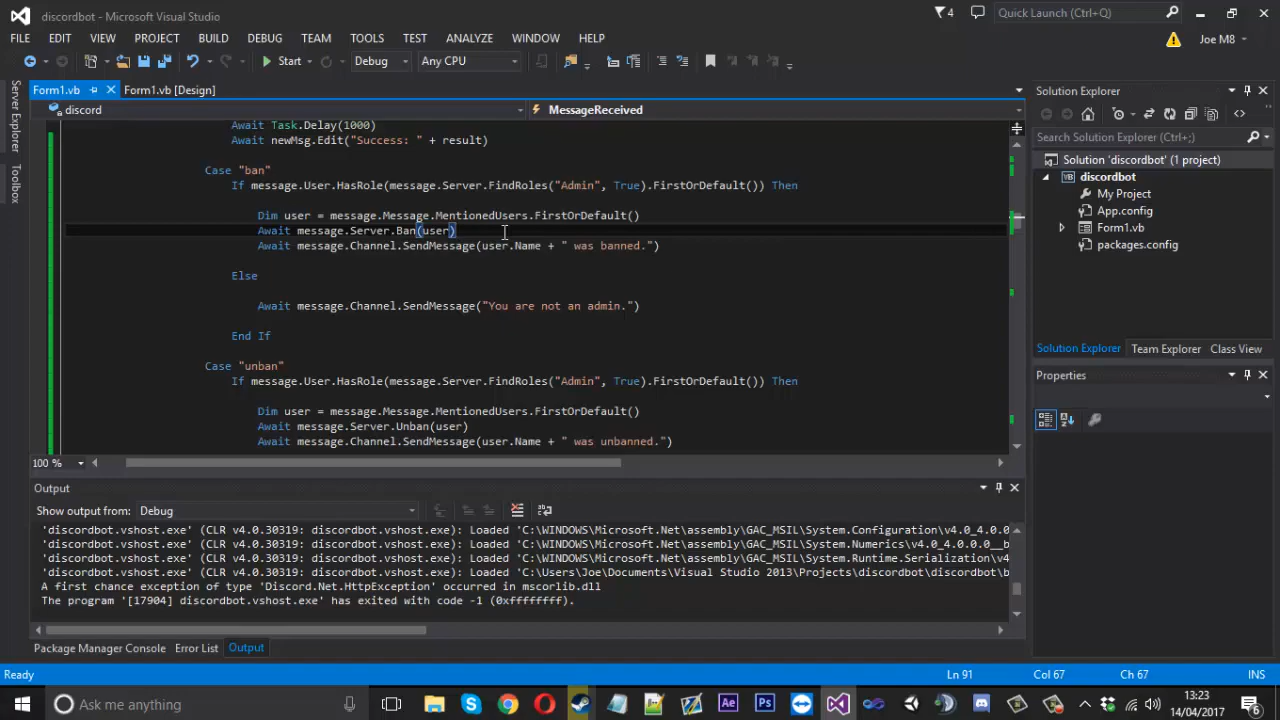 discordbot - Microsoft Visual Studio
4
Quick Launch (Ctrl+Q)
FILE EDIT VIEW PROJECT BUILD DEBUG TEAM TOOLS TEST ANALYZE WINDOW HELP
Joe M8
Start Debug Any CPU
Server Explorer
Toolbox
Form1.vb
Form1.vb [Design]
discord
MessageReceived
Await Task.Delay(1000)
Await newMsg.Edit("Success: " + result)
Case "ban"
If message.User.HasRole(message.Server.FindRoles("Admin", True).FirstOrDefault()) Then
Dim user = message.Message.MentionedUsers.FirstOrDefault()
Await message.Server.Ban(user)
Await message.Channel.SendMessage(user.Name + " was banned.")
Else
Await message.Channel.SendMessage("You are not an admin.")
End If
Case "unban"
If message.User.HasRole(message.Server.FindRoles("Admin", True).FirstOrDefault()) Then
Dim user = message.Message.MentionedUsers.FirstOrDefault()
Await message.Server.Unban(user)
Await message.Channel.SendMessage(user.Name + " was unbanned.")
100 %
Solution Explorer
Search Solution Explorer (Ctrl+;)
Solution 'discordbot' (1 project)
discordbot
My Project
App.config
Form1.vb
packages.config
Solution Explorer Team Explorer Class View
Properties
Output
Show output from: Debug
'discordbot.vshost.exe' (CLR v4.0.30319: discordbot.vshost.exe): Loaded 'C:\WINDOWS\Microsoft.Net\assembly\GAC_MSIL\System.Configuration\v4.0_4.0.0
'discordbot.vshost.exe' (CLR v4.0.30319: discordbot.vshost.exe): Loaded 'C:\WINDOWS\Microsoft.Net\assembly\GAC_MSIL\System.Numerics\v4.0_4.0.0.0__b
'discordbot.vshost.exe' (CLR v4.0.30319: discordbot.vshost.exe): Loaded 'C:\WINDOWS\Microsoft.Net\assembly\GAC_MSIL\System.Runtime.Serialization\v4
'discordbot.vshost.exe' (CLR v4.0.30319: discordbot.vshost.exe): Loaded 'C:\Users\Joe\Documents\Visual Studio 2013\Projects\discordbot\discordbot\b
A first chance exception of type 'Discord.Net.HttpException' occurred in mscorlib.dll
The program '[17904] discordbot.vshost.exe' has exited with code -1 (0xffffffff).
Package Manager Console Error List Output
Ready
Ln 91
Col 67
Ch 67
INS
Ask me anything
Ae
Ps
13:23
14/04/2017